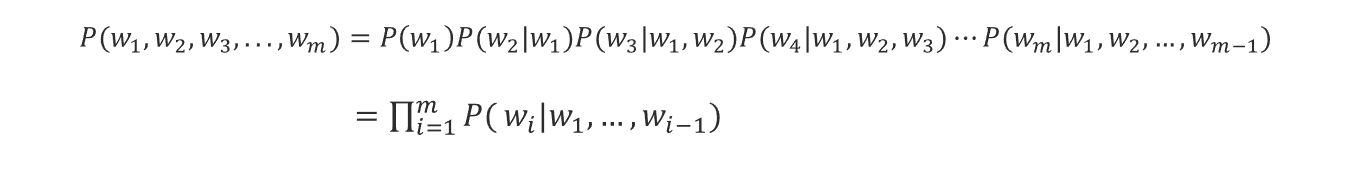 P(w₁, w₂, w₃, ..., wₘ) = P(w₁)P(w₂|w₁)P(w₃|w₁, w₂)P(w₄|w₁, w₂, w₃) ⋯ P(wₘ|w₁, w₂, ..., wₘ₋₁)
= ∏ᵢ₌₁ᵐ P( wᵢ|w₁, ... , wᵢ₋₁)